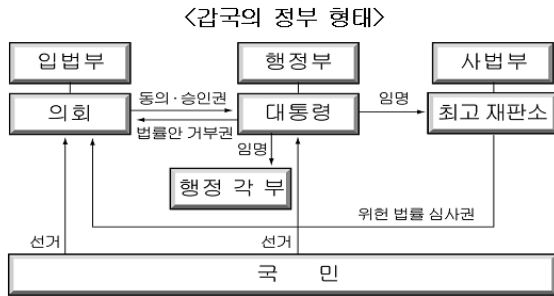 <갑국의 정부 형태>
입법부 행정부 사법부
의회 동의·승인권 대통령 임명 최고 재판소
법률안 거부권
임명
행정 각 부
위헌 법률 심사권
선거 선거
국 민